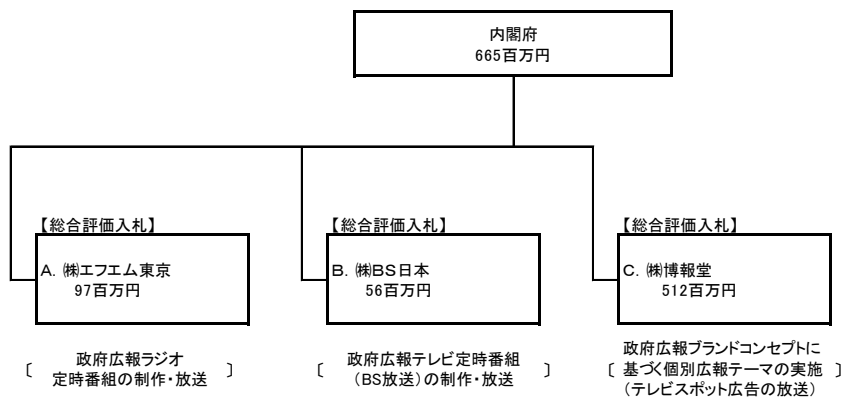 内閣府
665百万円
【総合評価入札】
A. ㈱エフエム東京
97百万円
〔 政府広報ラジオ
定時番組の制作・放送 〕
【総合評価入札】
B. ㈱BS日本
56百万円
〔 政府広報テレビ定時番組
（BS放送）の制作・放送 〕
【総合評価入札】
C. ㈱博報堂
512百万円
政府広報ブランドコンセプトに
〔 基づく個別広報テーマの実施 〕
（テレビスポット広告の放送）